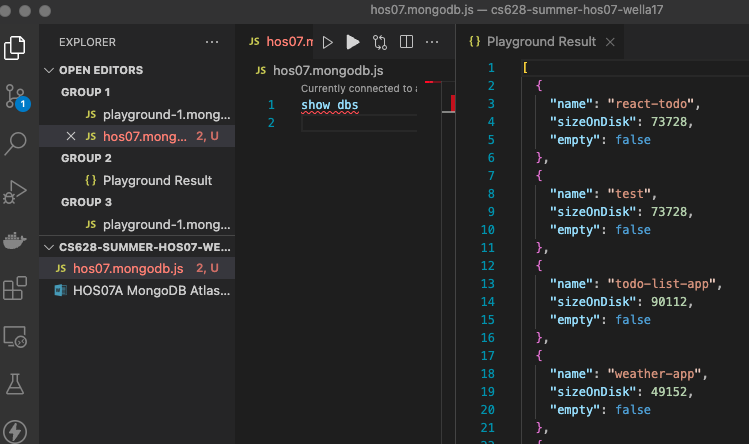 hos07.mongodb.js — cs628-summer-hos07-wella17
EXPLORER
OPEN EDITORS
GROUP 1
JS playground-1.mong...
JS hos07.mong... 2, U
GROUP 2
{} Playground Result
GROUP 3
JS playground-1.mong...
CS628-SUMMER-HOS07-WE...
JS hos07.mongodb.js 2, U
HOS07A MongoDB Atlas...
1
JS hos07.m
JS hos07.mongodb.js
Currently connected to a
1 show dbs
2
{} Playground Result
1 [
2 {
3 "name": "react-todo",
4 "sizeOnDisk": 73728,
5 "empty": false
6 },
7 {
8 "name": "test",
9 "sizeOnDisk": 73728,
10 "empty": false
11 },
12 {
13 "name": "todo-list-app",
14 "sizeOnDisk": 90112,
15 "empty": false
16 },
17 {
18 "name": "weather-app",
19 "sizeOnDisk": 49152,
20 "empty": false
21 },